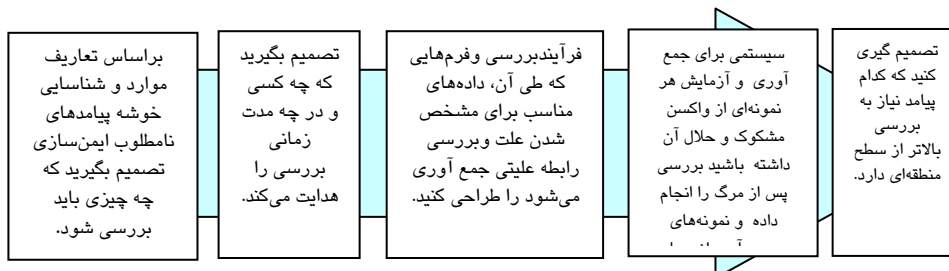 براساس تعاریف
موارد و شناسایی
خوشه پیامدهای
نامطلوب ایمن‌سازی
تصمیم بگیرید که
چه چیزی باید
بررسی شود.
تصمیم بگیرید
که چه کسی
و در چه مدت
زمانی
بررسی را
هدایت می‌کند.
فرآیندبررسی وفرم‌هایی
که طی آن، داده‌های
مناسب برای مشخص
شدن علت وبررسی
رابطه علیتی جمع آوری
می‌شود را طراحی کنید.
سیستمی برای جمع
آوری و آزمایش هر
نمونه‌ای از واکسن
مشکوک و حلال آن
داشته باشید بررسی
پس از مرگ را انجام
داده و نمونه‌های
تصمیم گیری
کنید که کدام
پیامد نیاز به
بررسی
بالاتر از سطح
منطقه‌ای دارد.